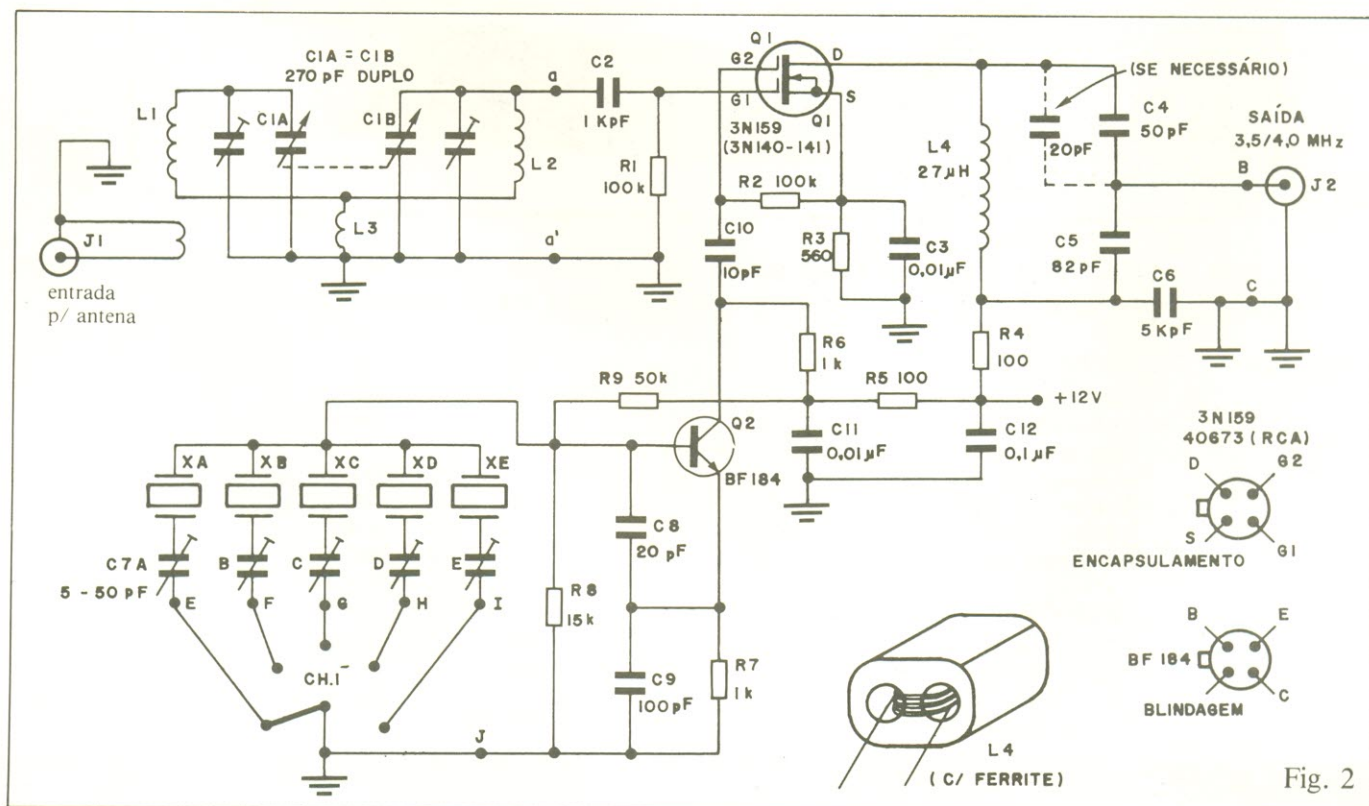 C1A = C1B
270 pF DUPLO
L1
C1A
C1B
L2
L3
J1
entrada
p/ antena
a
C2
1 KpF
a'
R1
100k
Q1
G2
G1
D
S
Q1
3N159
(3N140-141)
R2 100k
C10
10pF
R3
560
C3
0,01µF
L4
27µH
(SE NECESSÁRIO)
20pF
C4
50pF
C5
82pF
C6
5 KpF
SAÍDA
3,5/4,0 MHz
B
J2
C
R4
100
R6
1k
R9 50k
R5 100
+12V
Q2
BF184
C11
0,01µF
C12
0,1µF
XA
XB
XC
XD
XE
C7A
5 - 50 pF
B
C
D
E
E
F
G
H
I
CH.1
J
R8
15k
C8
20 pF
C9
100pF
R7
1k
L4
(C/ FERRITE)
3N159
40673 (RCA)
D
G2
S
G1
ENCAPSULAMENTO
B
E
BF 184
C
BLINDAGEM
Fig. 2